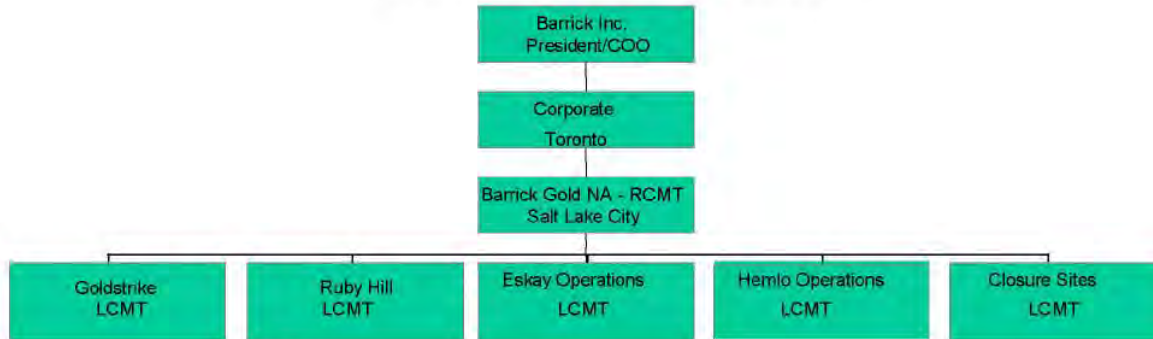 Barrick Inc.
President/COO
Corporate
Toronto
Barrick Gold NA - RCMT
Salt Lake City
Goldstrike
LCMT
Ruby Hill
LCMT
Eskay Operations
LCMT
Hemlo Operations
LCMT
Closure Sites
LCMT